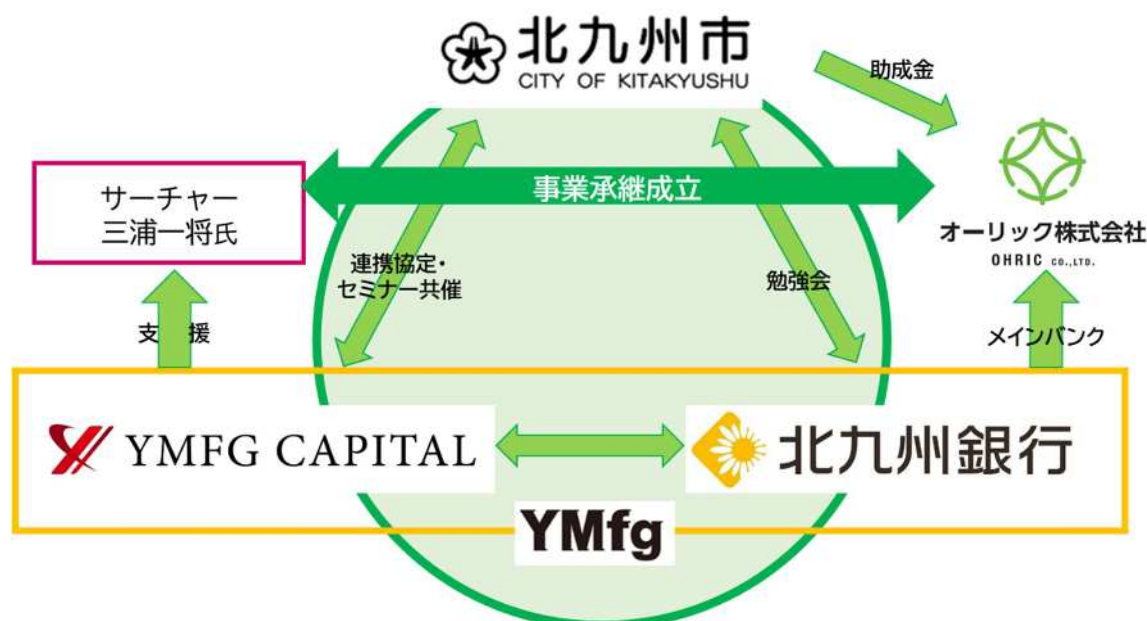 北九州市
CITY OF KITAKYUSHU
助成金
事業承継成立
サーチャー
三浦一将氏
オーリック株式会社
OHRIC CO.,LTD.
連携協定・
セミナー共催
勉強会
支 援
メインバンク
YMFG CAPITAL
北九州銀行
YMfg